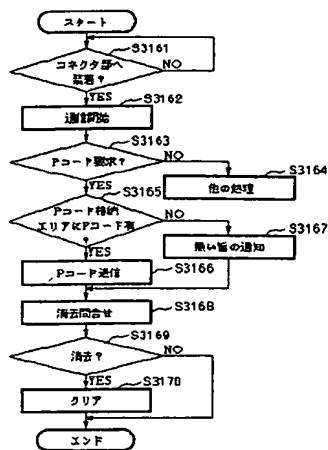 スタート
S3161
コネクタ部へ
装着?
NO
YES
S3162
通信開始
S3163
Pコード要求?
NO
YES
S3164
他の処理
S3165
Pコード格納
エリアにPコード有
?
NO
YES
S3167
無い旨の通知
S3166
Pコード送信
S3168
消去問合せ
S3169
消去?
NO
YES
S3170
クリア
エンド